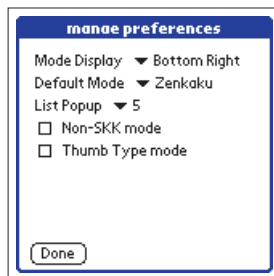 manae preferences
Mode Display Bottom Right
Default Mode Zenkaku
List Popup 5
Non-SKK mode
Thumb Type mode
Done